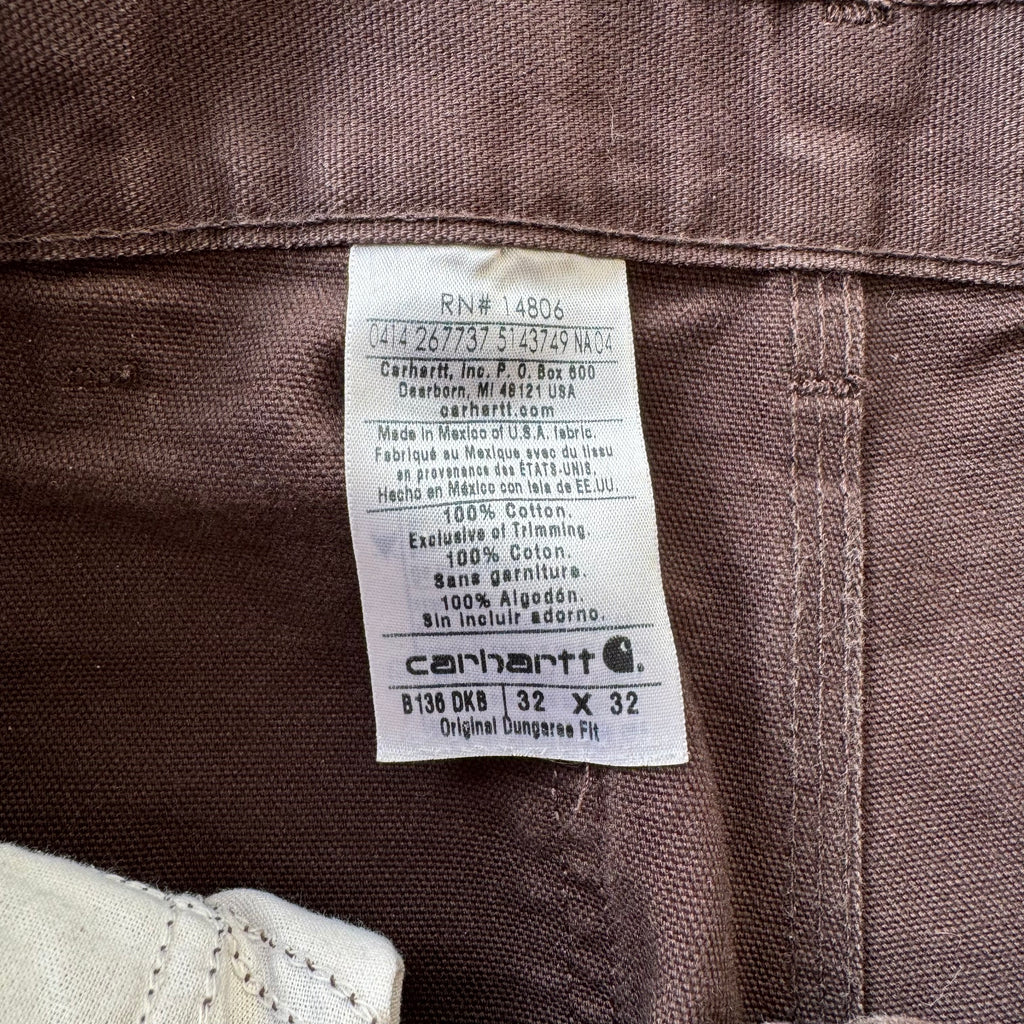 RN# 14806
0414 267737 5143749 NA04
Carhartt, Inc. P. O. Box 600
Dearborn, MI 48121 USA
carhartt.com
Made in Mexico of U.S.A. fabric.
Fabriqué au Mexique avec du tissu
en provenance des ÉTATS-UNIS.
Hecho en México con tela de EE.UU.
100% Cotton.
Exclusive of Trimming.
100% Coton.
Sans garniture.
100% Algodón.
Sin incluir adorno.
carhartt
B136 DKB 32 X 32
Original Dungaree Fit